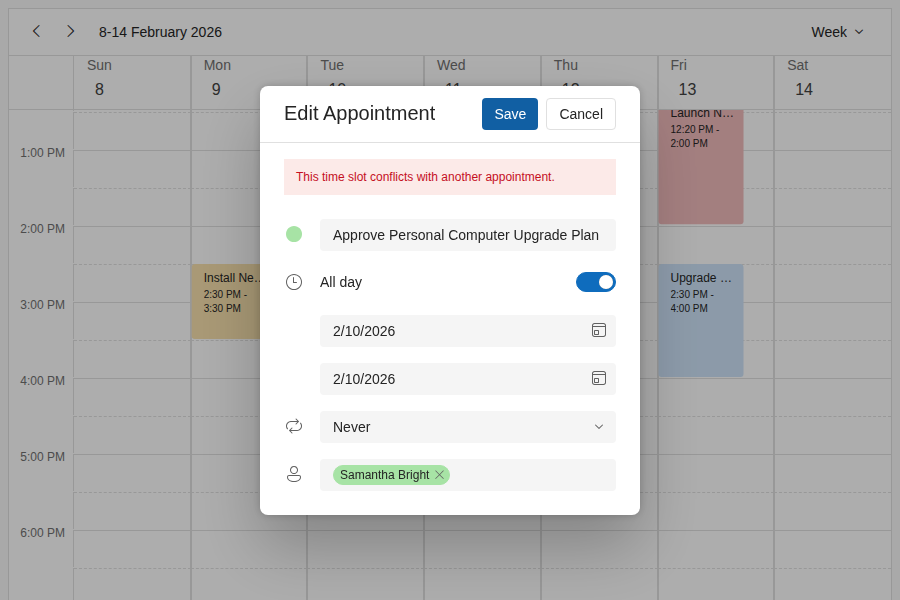 8-14 February 2026
Week
Sun
Mon
Tue
Wed
Thu
Fri
Sat
8
9
13
14
Edit Appointment
Save
Cancel
This time slot conflicts with another appointment.
Approve Personal Computer Upgrade Plan
All day
2/10/2026
2/10/2026
Never
Samantha Bright
1:00 PM
2:00 PM
3:00 PM
4:00 PM
5:00 PM
6:00 PM
Install Ne...
2:30 PM -
3:30 PM
Launch N...
12:20 PM -
2:00 PM
Upgrade ...
2:30 PM -
4:00 PM